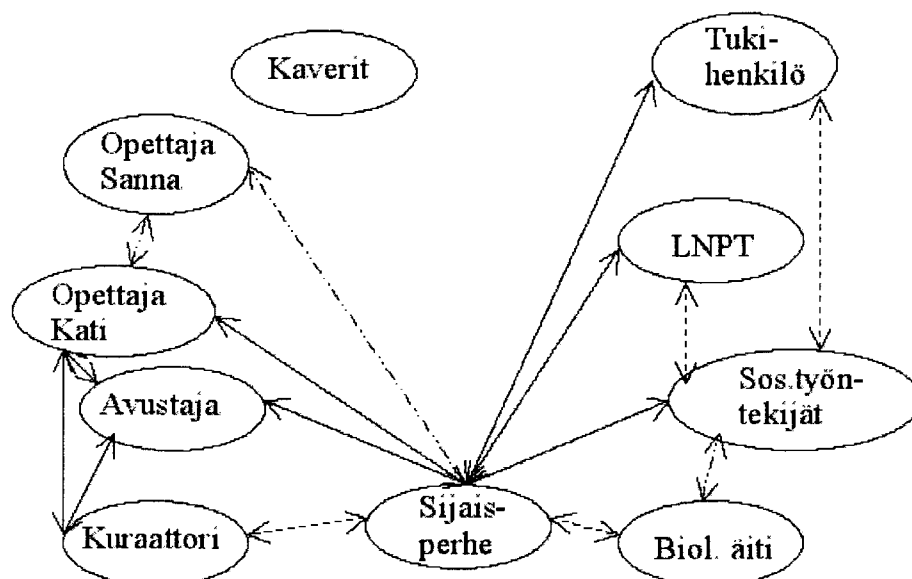 Kaverit
Tuki-
henkilö
Opettaja
Sanna
LNPT
Opettaja
Kati
Avustaja
Sos.työn-
tekijät
Kuraattori
Sijais-
perhe
Biol. äiti